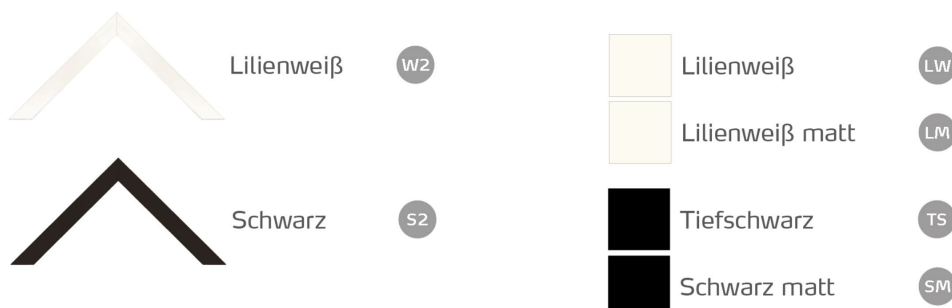 Lilienweiß W2
Schwarz S2
Lilienweiß LW
Lilienweiß matt LM
Tiefschwarz TS
Schwarz matt SM